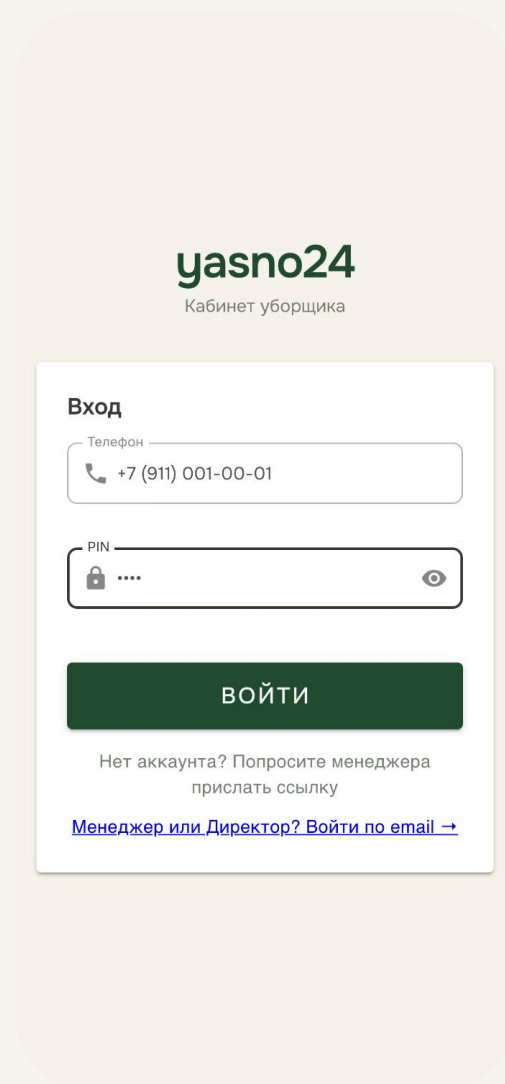 yasno24
Кабинет уборщика
Вход
Телефон
+7 (911) 001-00-01
PIN
••••
ВОЙТИ
Нет аккаунта? Попросите менеджера
прислать ссылку
Менеджер или Директор? Войти по email →